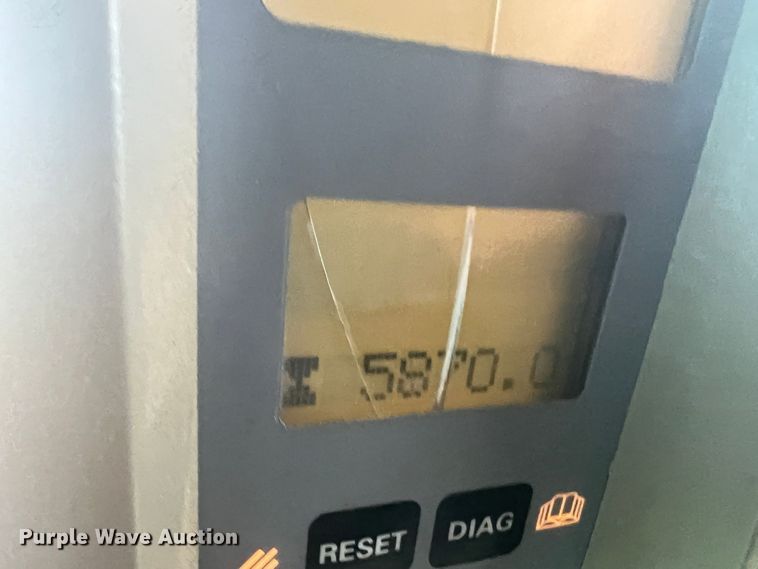 5870.0
RESET DIAG
Purple Wave Auction